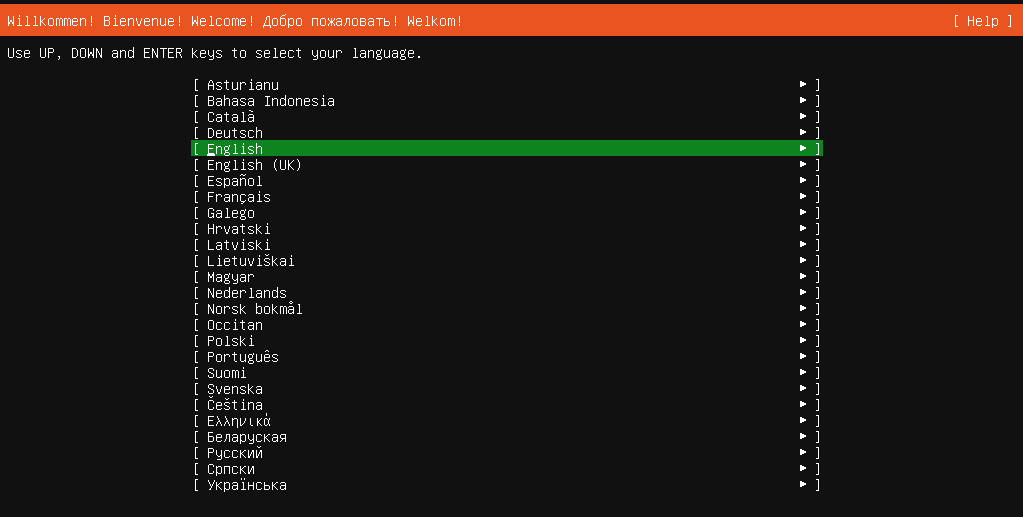 Willkommen! Bienvenue! Welcome! Добро пожаловать! Welkom! [ Help ]
Use UP, DOWN and ENTER keys to select your language.
[ Asturianu ► ]
[ Bahasa Indonesia ► ]
[ Català ► ]
[ Deutsch ► ]
[ English ► ]
[ English (UK) ► ]
[ Español ► ]
[ Français ► ]
[ Galego ► ]
[ Hrvatski ► ]
[ Latviski ► ]
[ Lietuviškai ► ]
[ Magyar ► ]
[ Nederlands ► ]
[ Norsk bokmål ► ]
[ Occitan ► ]
[ Polski ► ]
[ Português ► ]
[ Suomi ► ]
[ Svenska ► ]
[ Čeština ► ]
[ Ελληνικά ► ]
[ Беларуская ► ]
[ Русский ► ]
[ Српски ► ]
[ Українська ► ]